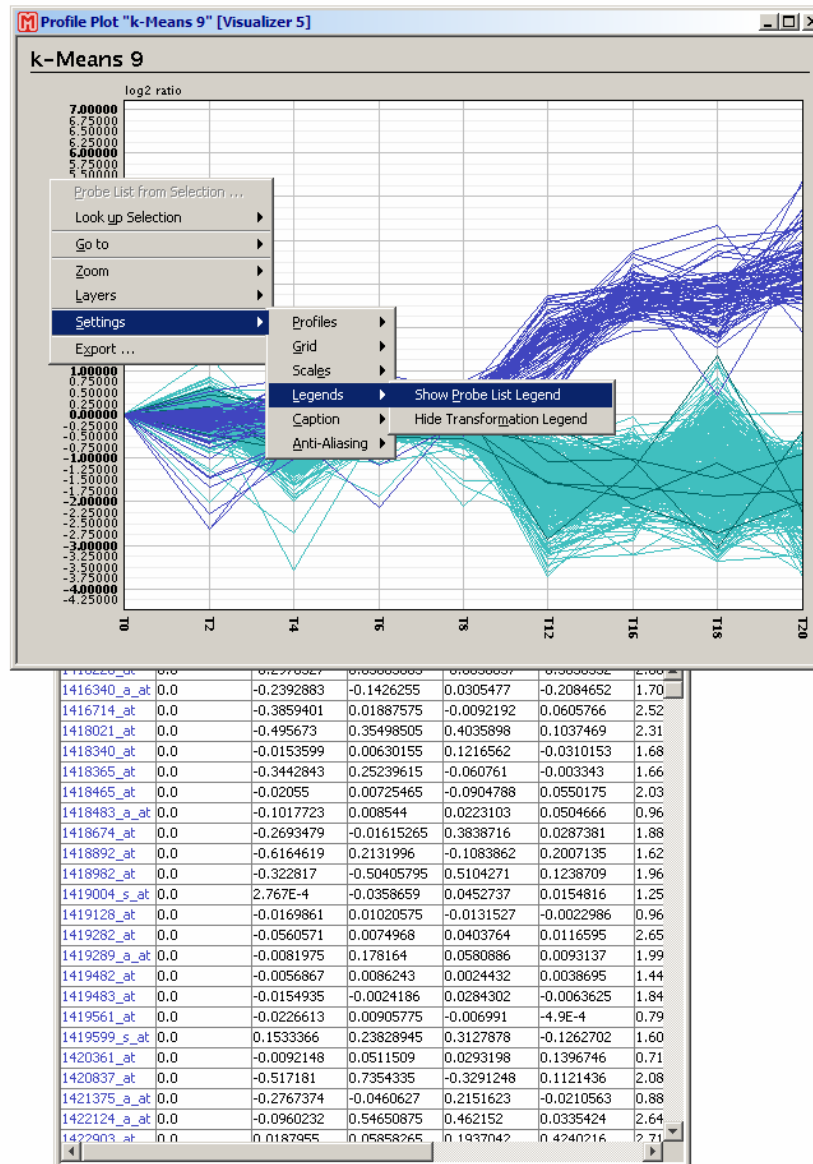 Profile Plot "k-Means 9" [Visualizer 5]
k-Means 9
log2 ratio
7.00000
6.75000
6.50000
6.25000
6.00000
5.75000
5.50000
Probe List from Selection ...
Look up Selection
Go to
Zoom
Layers
Settings
Export ...
Profiles
Grid
Scales
Legends
Caption
Anti-Aliasing
Show Probe List Legend
Hide Transformation Legend
1.00000
0.75000
0.50000
0.25000
0.00000
-0.25000
-0.50000
-0.75000
-1.00000
-1.25000
-1.50000
-1.75000
-2.00000
-2.25000
-2.50000
-2.75000
-3.00000
-3.25000
-3.50000
-3.75000
-4.00000
-4.25000
T0 T2 T4 T6 T8 T12 T16 T18 T20
1416340_a_at 0.0 -0.2392883 -0.1426255 0.0305477 -0.2084652 1.70
1416714_at 0.0 -0.3859401 0.01887575 -0.0092192 0.0605766 2.52
1418021_at 0.0 -0.495673 0.35498505 0.4035898 0.1037469 2.31
1418340_at 0.0 -0.0153599 0.00630155 0.1216562 -0.0310153 1.68
1418365_at 0.0 -0.3442843 0.25239615 -0.060761 -0.003343 1.66
1418465_at 0.0 -0.02055 0.00725465 -0.0904788 0.0550175 2.03
1418483_a_at 0.0 -0.1017723 0.008544 0.0223103 0.0504666 0.96
1418674_at 0.0 -0.2693479 -0.01615265 0.3838716 0.0287381 1.88
1418892_at 0.0 -0.6164619 0.2131996 -0.1083862 0.2007135 1.62
1418982_at 0.0 -0.322817 -0.50405795 0.5104271 0.1238709 1.96
1419004_s_at 0.0 2.767E-4 -0.0358659 0.0452737 0.0154816 1.25
1419128_at 0.0 -0.0169861 0.01020575 -0.0131527 -0.0022986 0.96
1419282_at 0.0 -0.0560571 0.0074968 0.0403764 0.0116595 2.65
1419289_a_at 0.0 -0.0081975 0.178164 0.0580886 0.0093137 1.99
1419482_at 0.0 -0.0056867 0.0086243 0.0024432 0.0038695 1.44
1419483_at 0.0 -0.0154935 -0.0024186 0.0284302 -0.0063625 1.84
1419561_at 0.0 -0.0226613 0.00905775 -0.006991 -4.9E-4 0.79
1419599_s_at 0.0 0.1533366 0.23828945 0.3127878 -0.1262702 1.60
1420361_at 0.0 -0.0092148 0.0511509 0.0293198 0.1396746 0.71
1420837_at 0.0 -0.517181 0.7354335 -0.3291248 0.1121436 2.08
1421375_a_at 0.0 -0.2767374 -0.0460627 0.2151623 -0.0210563 0.88
1422124_a_at 0.0 -0.0960232 0.54650875 0.462152 0.0335424 2.64
1422903_at 0.0 0.0187955 0.05858265 0.1937042 0.4240216 2.71